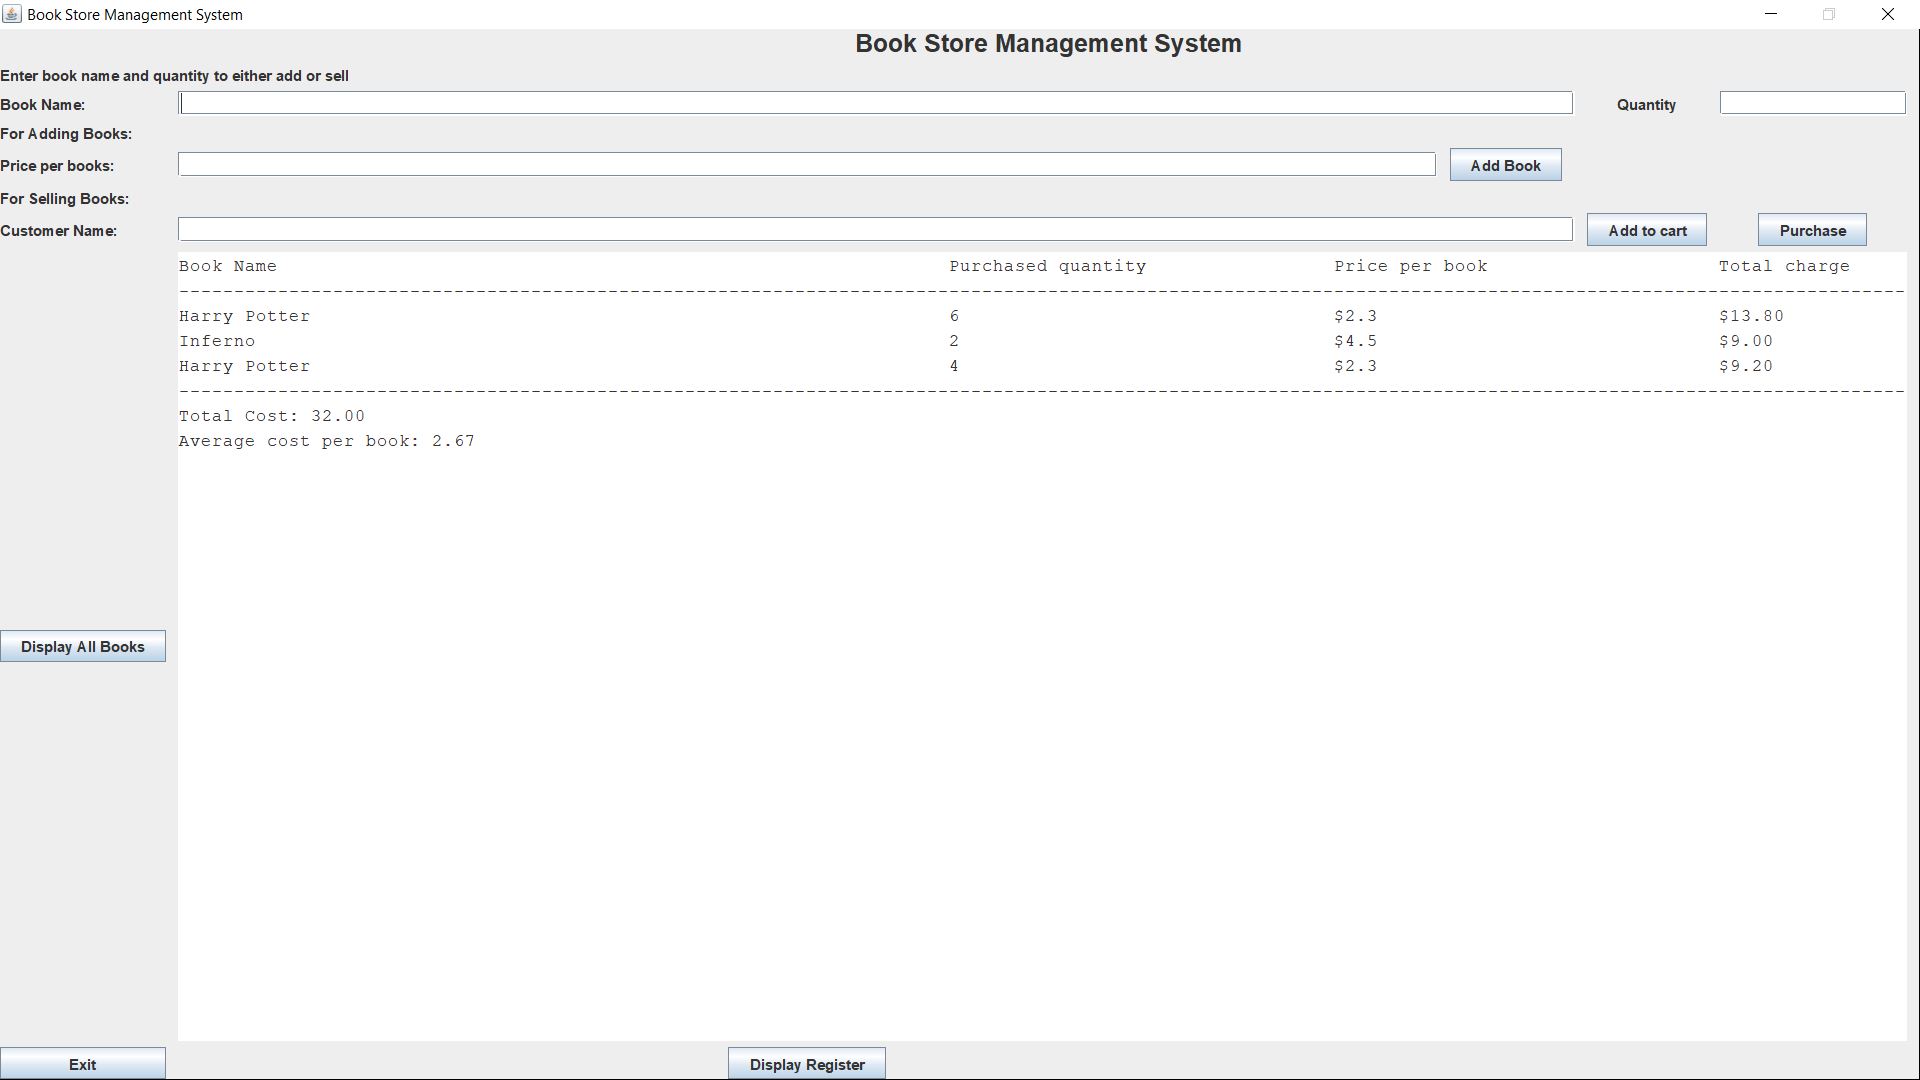 Book Store Management System
Book Store Management System
Enter book name and quantity to either add or sell
Book Name: Quantity
For Adding Books:
Price per books: Add Book
For Selling Books:
Customer Name: Add to cart Purchase
Book Name Purchased quantity Price per book Total charge
--------------------------------------------------------------------------------------------------------------------------------------------------------------
Harry Potter 6 $2.3 $13.80
Inferno 2 $4.5 $9.00
Harry Potter 4 $2.3 $9.20
--------------------------------------------------------------------------------------------------------------------------------------------------------------
Total Cost: 32.00
Average cost per book: 2.67
Display All Books
Exit Display Register